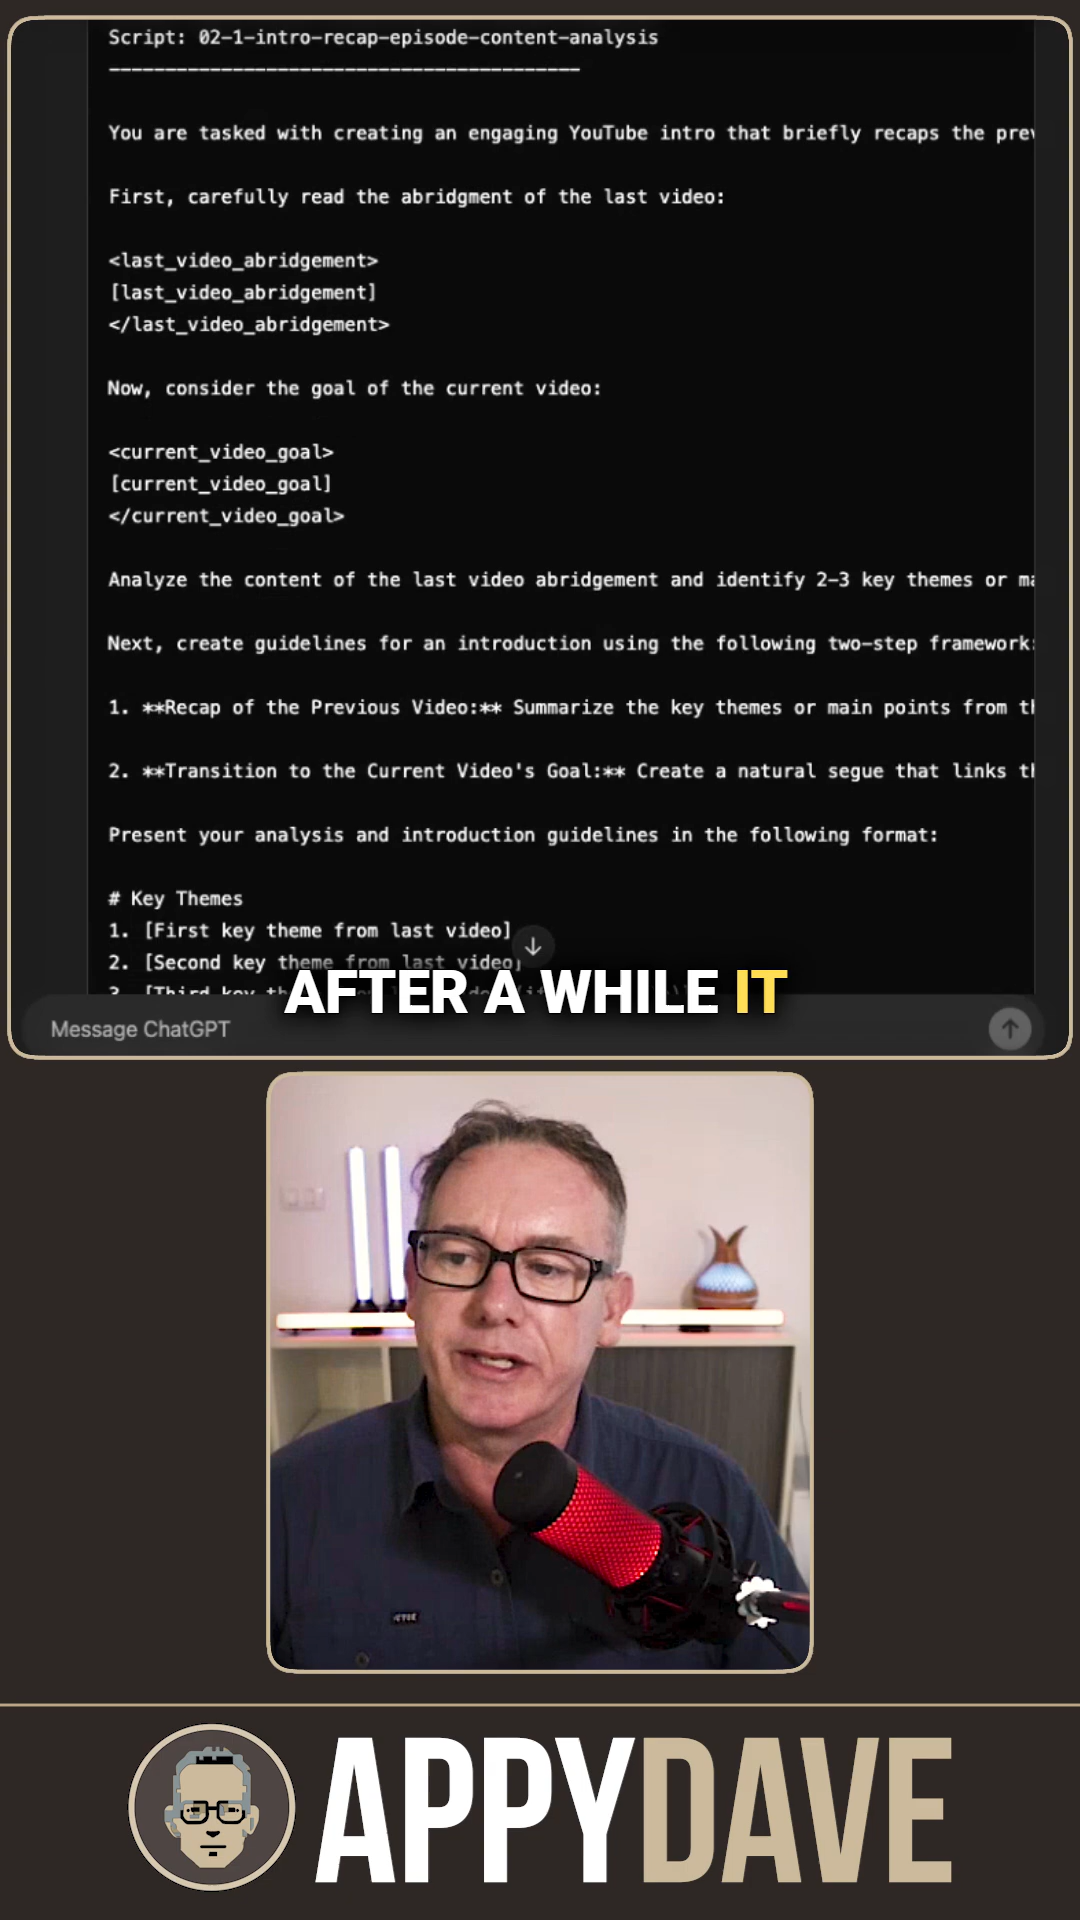 Script: 02-1-intro-recap-episode-content-analysis
You are tasked with creating an engaging YouTube intro that briefly recaps the prev
First, carefully read the abridgment of the last video:
<last_video_abridgement>
[last_video_abridgement]
</last_video_abridgement>
Now, consider the goal of the current video:
<current_video_goal>
[current_video_goal]
</current_video_goal>
Analyze the content of the last video abridgement and identify 2-3 key themes or ma
Next, create guidelines for an introduction using the following two-step framework:
1. **Recap of the Previous Video:** Summarize the key themes or main points from th
2. **Transition to the Current Video's Goal:** Create a natural segue that links th
Present your analysis and introduction guidelines in the following format:
# Key Themes
1. [First key theme from last video]
2. [Second key theme from last video]
3. [Third key
AFTER A WHILE IT
Message ChatGPT
APPYDAVE